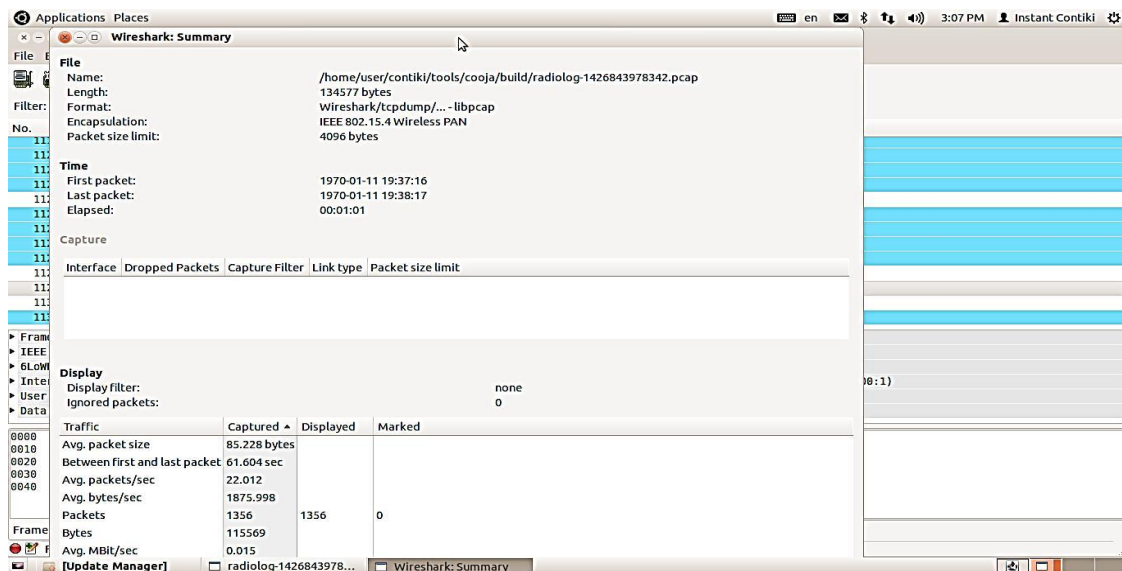 Applications Places
en
3:07 PM
Instant Contiki
Wireshark: Summary
File
File
Name: /home/user/contiki/tools/cooja/build/radiolog-1426843978342.pcap
Length: 134577 bytes
Format: Wireshark/tcpdump/... - libpcap
Encapsulation: IEEE 802.15.4 Wireless PAN
Packet size limit: 4096 bytes
Filter:
No.
Time
First packet: 1970-01-11 19:37:16
Last packet: 1970-01-11 19:38:17
Elapsed: 00:01:01
Capture
Interface Dropped Packets Capture Filter Link type Packet size limit
Display
Display filter: none
Ignored packets: 0
Traffic Captured Displayed Marked
Avg. packet size 85.228 bytes
Between first and last packet 61.604 sec
Avg. packets/sec 22.012
Avg. bytes/sec 1875.998
Packets 1356 1356 0
Bytes 115569
Avg. MBit/sec 0.015
IEEE
User
Data
00:1)
0000
0010
0020
0030
0040
Frame
[Update Manager]
radiolog-1426843978...
Wireshark: Summary